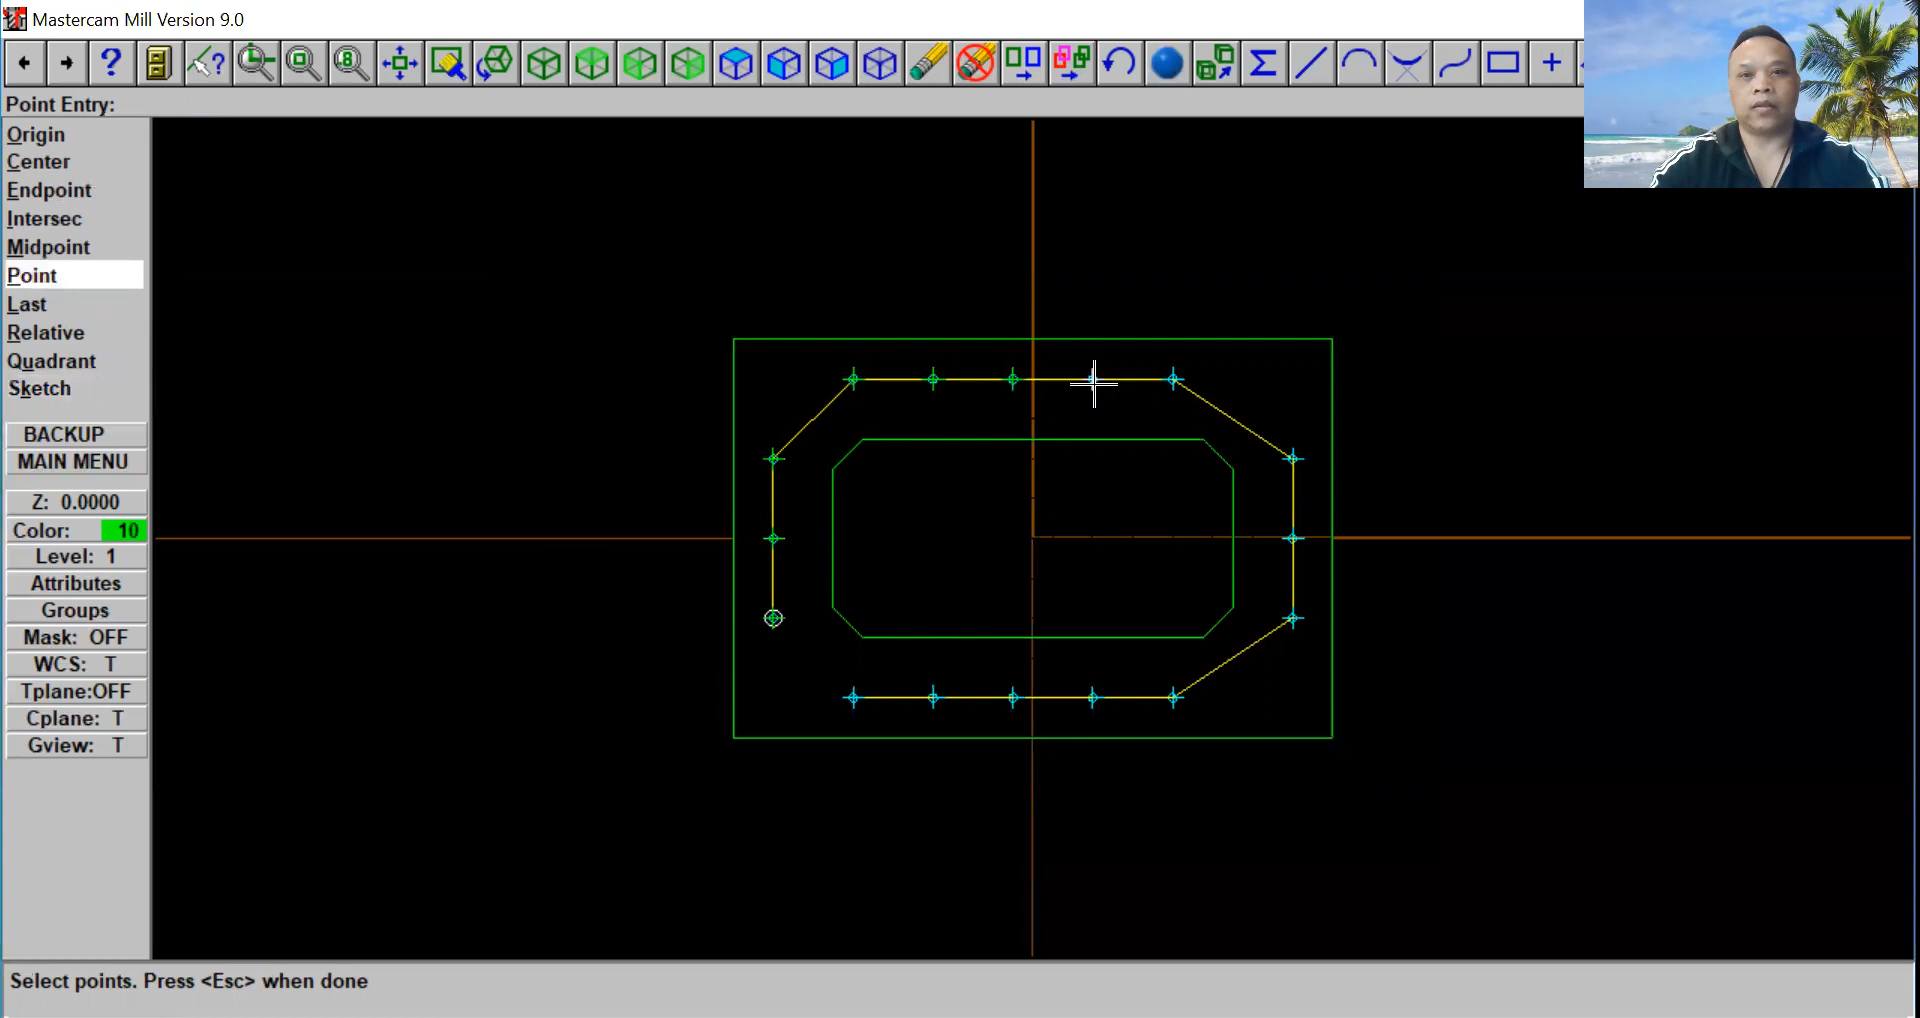 Mastercam Mill Version 9.0
Point Entry:
Origin
Center
Endpoint
Intersec
Midpoint
Point
Last
Relative
Quadrant
Sketch
BACKUP
MAIN MENU
Z: 0.0000
Color: 10
Level: 1
Attributes
Groups
Mask: OFF
WCS: T
Tplane:OFF
Cplane: T
Gview: T
Select points. Press <Esc> when done